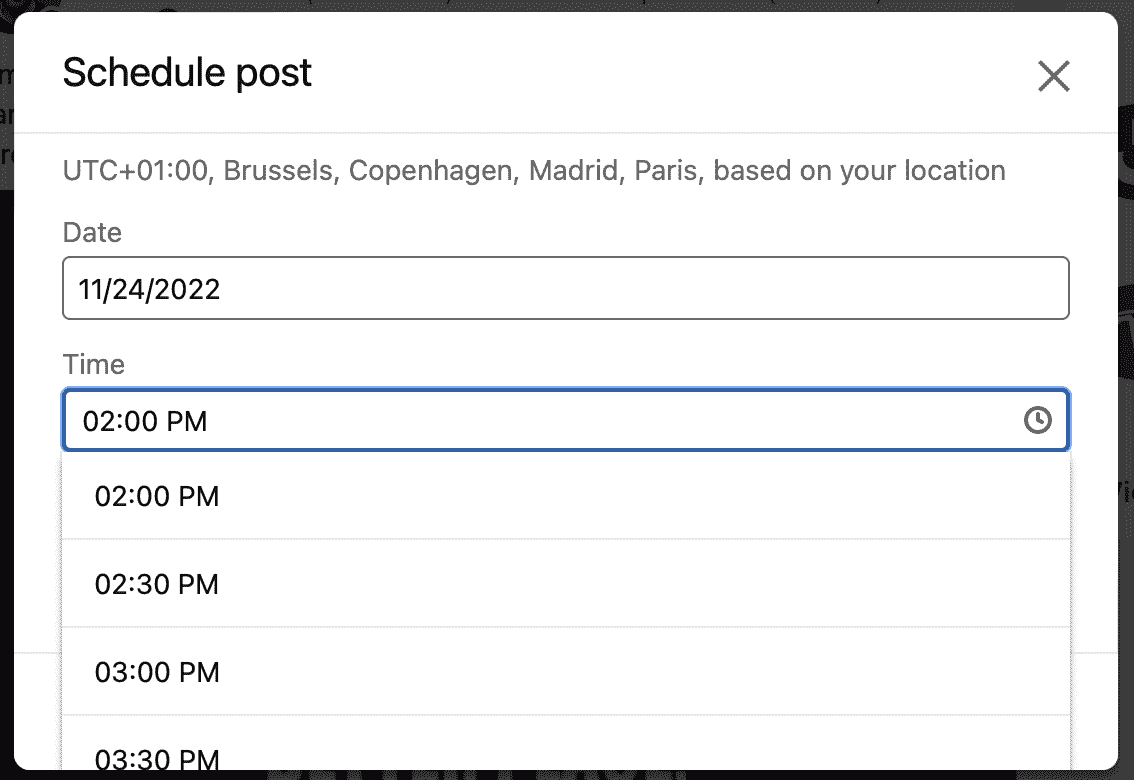 Schedule post
UTC+01:00, Brussels, Copenhagen, Madrid, Paris, based on your location
Date
11/24/2022
Time
02:00 PM
02:00 PM
02:30 PM
03:00 PM
03:30 PM